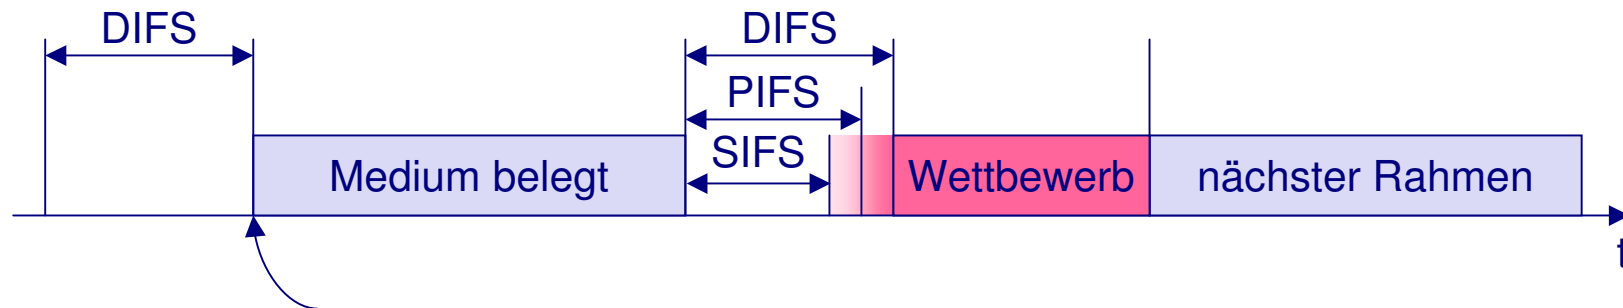 DIFS
DIFS
PIFS
SIFS
Medium belegt
Wettbewerb
nächster Rahmen
t